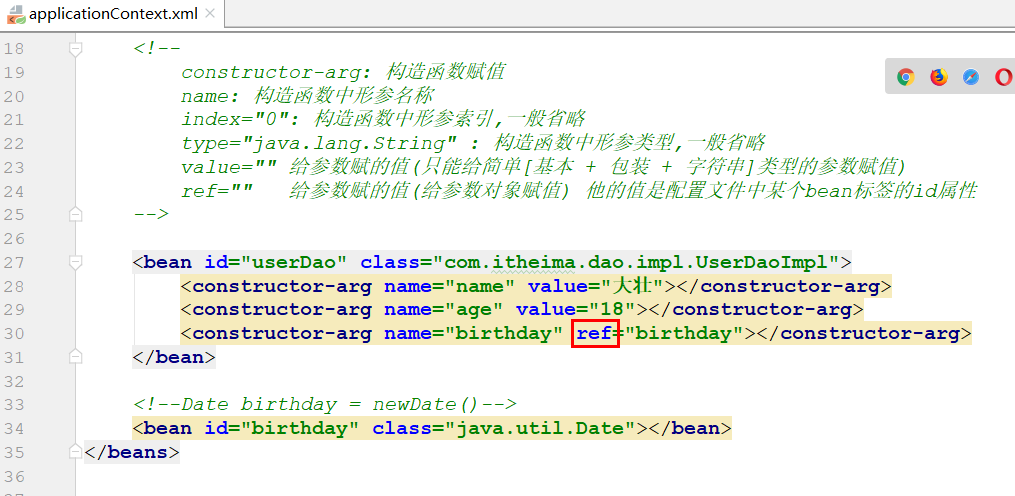 applicationContext.xml
18 <!--
19 constructor-arg: 构造函数赋值
20 name: 构造函数中形参名称
21 index="0": 构造函数中形参索引,一般省略
22 type="java.lang.String" : 构造函数中形参类型,一般省略
23 value="" 给参数赋的值(只能给简单[基本 + 包装 + 字符串]类型的参数赋值)
24 ref="" 给参数赋的值(给参数对象赋值) 他的值是配置文件中某个bean标签的id属性
25 -->
26
27 <bean id="userDao" class="com.itheima.dao.impl.UserDaoImpl">
28 <constructor-arg name="name" value="大壮"></constructor-arg>
29 <constructor-arg name="age" value="18"></constructor-arg>
30 <constructor-arg name="birthday" ref="birthday"></constructor-arg>
31 </bean>
32
33 <!--Date birthday = newDate()-->
34 <bean id="birthday" class="java.util.Date"></bean>
35 </beans>
36